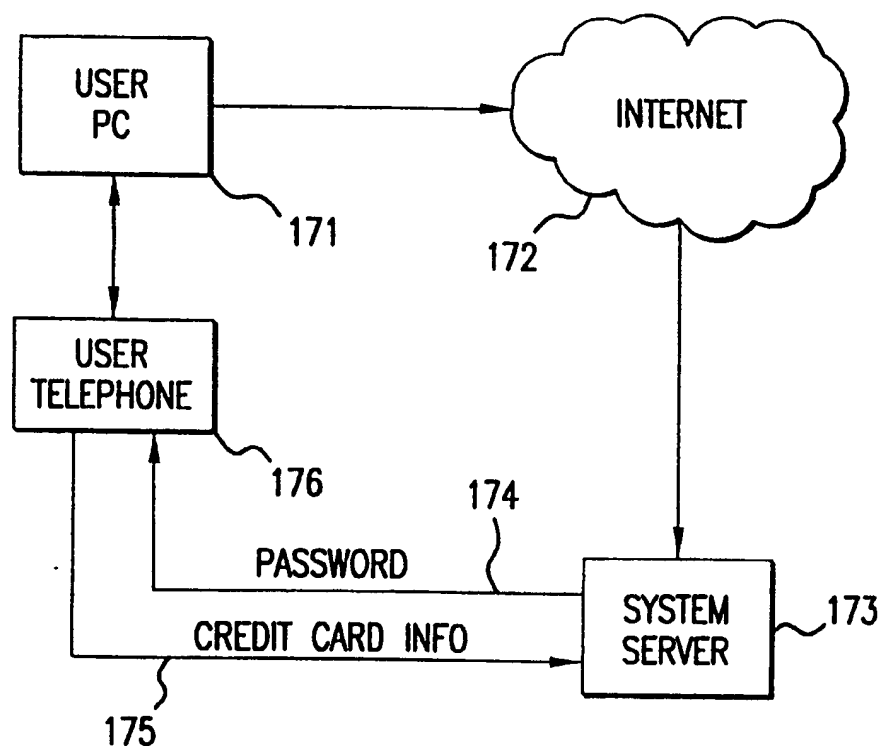 USER
PC
INTERNET
171
172
USER
TELEPHONE
176
174
PASSWORD
SYSTEM
SERVER
173
CREDIT CARD INFO
175